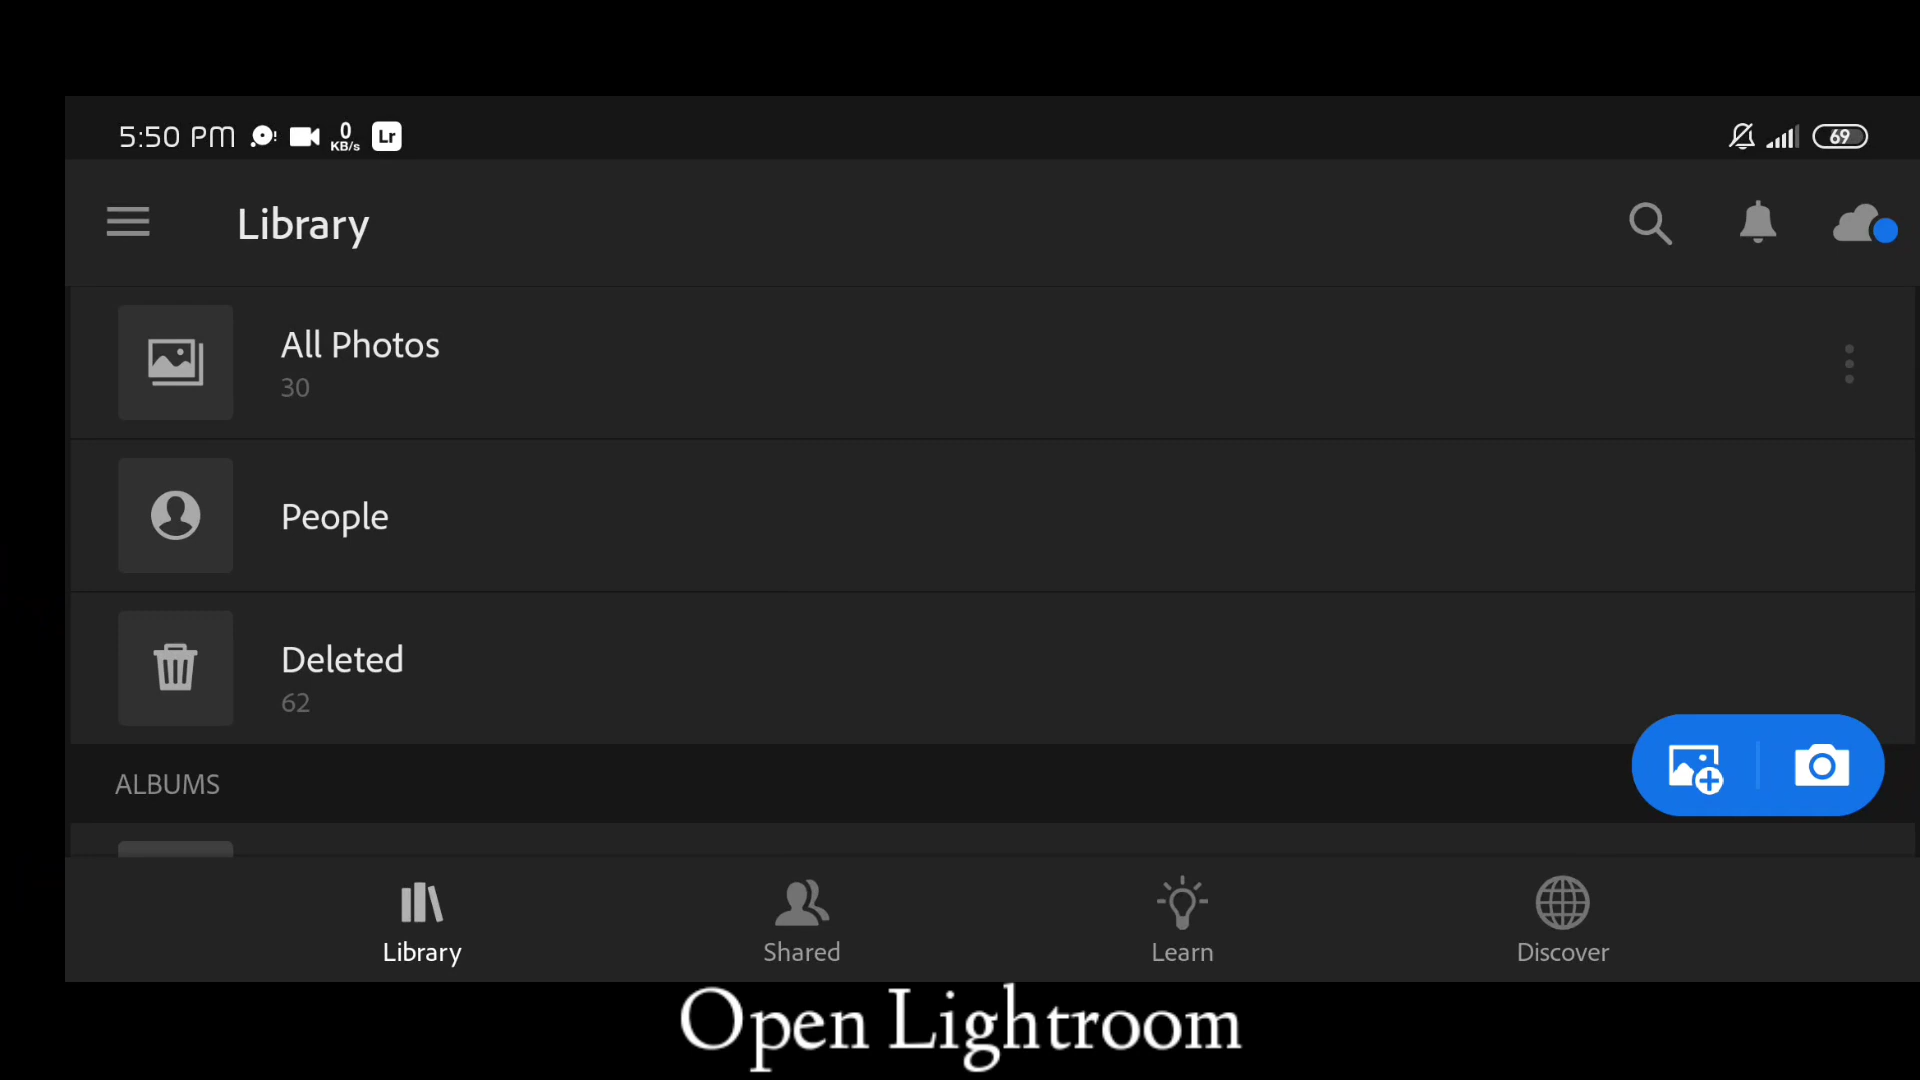 5:50 PM 0 KB/s Lr 69
Library
All Photos
30
People
Deleted
62
ALBUMS
Library Shared Learn Discover
Open Lightroom